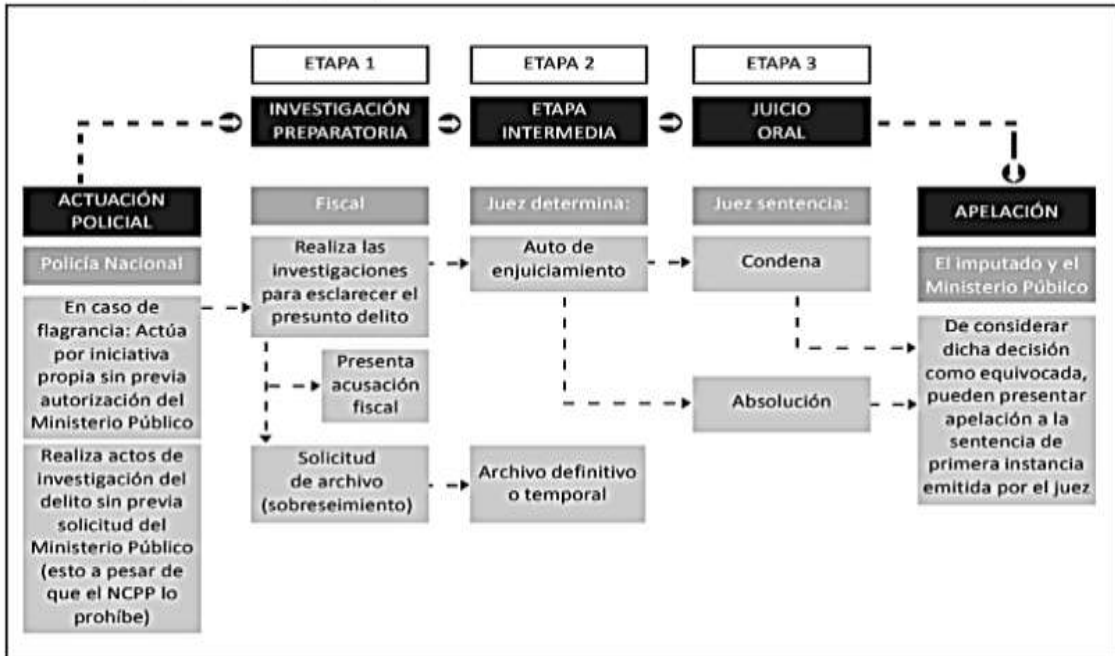 ETAPA 1
ETAPA 2
ETAPA 3
INVESTIGACIÓN
PREPARATORIA
ETAPA
INTERMEDIA
JUICIO
ORAL
ACTUACIÓN
POLICIAL
Policía Nacional
En caso de
flagrancia: Actúa
por iniciativa
propia sin previa
autorización del
Ministerio Público
Realiza actos de
investigación del
delito sin previa
solicitud del
Ministerio Público
(esto a pesar de
que el NCPP lo
prohíbe)
Fiscal
Realiza las
investigaciones
para esclarecer el
presunto delito
Presenta
acusación
fiscal
Solicitud
de archivo
(sobreseimiento)
Juez determina:
Auto de
enjuiciamiento
Archivo definitivo
o temporal
Juez sentencia:
Condena
Absolución
APELACIÓN
El imputado y el
Ministerio Púbilco
De considerar
dicha decisión
como equivocada,
pueden presentar
apelación a la
sentencia de
primera instancia
emitida por el juez